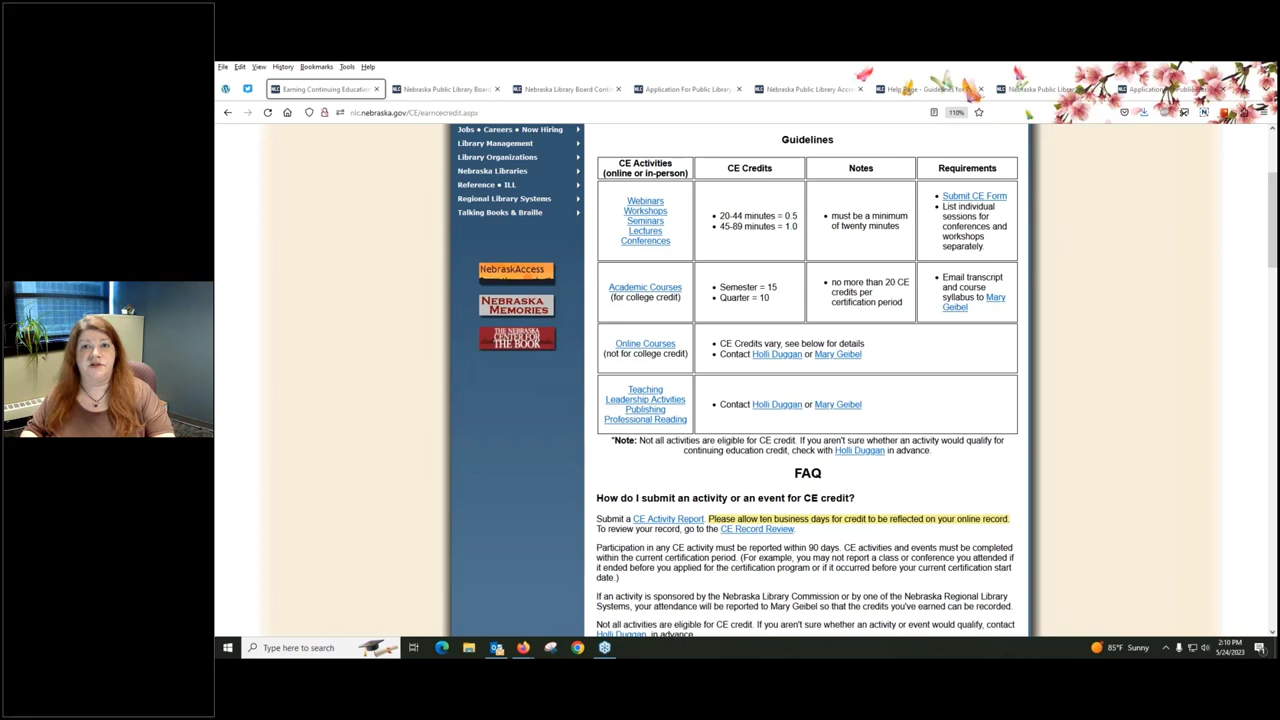 File Edit View History Bookmarks Tools Help
Earning Continuing Education
Nebraska Public Library Board
Nebraska Library Board Contin
Application For Public Library
Nebraska Public Library Accr
Help Page - Guidelines for
Nebraska Pub
Applicatio
nlc.nebraska.gov/CE/earncecredit.aspx
110%
Jobs • Careers • Now Hiring
Library Management
Library Organizations
Nebraska Libraries
Reference • ILL
Regional Library Systems
Talking Books & Braille
NebraskAccess
NEBRASKA
MEMORIES
THE NEBRASKA
CENTER FOR
THE BOOK
Guidelines
CE Activities
(online or in-person)
CE Credits
Notes
Requirements
Webinars
Workshops
Seminars
Lectures
Conferences
• 20-44 minutes = 0.5
• 45-89 minutes = 1.0
• must be a minimum
of twenty minutes
• Submit CE Form
• List individual
sessions for
conferences and
workshops
separately.
Academic Courses
(for college credit)
• Semester = 15
• Quarter = 10
• no more than 20 CE
credits per
certification period
• Email transcript
and course
syllabus to Mary
Geibel
Online Courses
(not for college credit)
• CE Credits vary, see below for details
• Contact Holli Duggan or Mary Geibel
Teaching
Leadership Activities
Publishing
Professional Reading
• Contact Holli Duggan or Mary Geibel
*Note: Not all activities are eligible for CE credit. If you aren't sure whether an activity would qualify for
continuing education credit, check with Holli Duggan in advance.
FAQ
How do I submit an activity or an event for CE credit?
Submit a CE Activity Report. Please allow ten business days for credit to be reflected on your online record.
To review your record, go to the CE Record Review.
Participation in any CE activity must be reported within 90 days. CE activities and events must be completed
within the current certification period. (For example, you may not report a class or conference you attended if
it ended before you applied for the certification program or if it occurred before your current certification start
date.)
If an activity is sponsored by the Nebraska Library Commission or by one of the Nebraska Regional Library
Systems, your attendance will be reported to Mary Geibel so that the credits you've earned can be recorded.
Not all activities are eligible for CE credit. If you aren't sure whether an activity or event would qualify, contact
Holli Duggan, in advance.
Type here to search
85°F Sunny
2:10 PM
5/24/2023